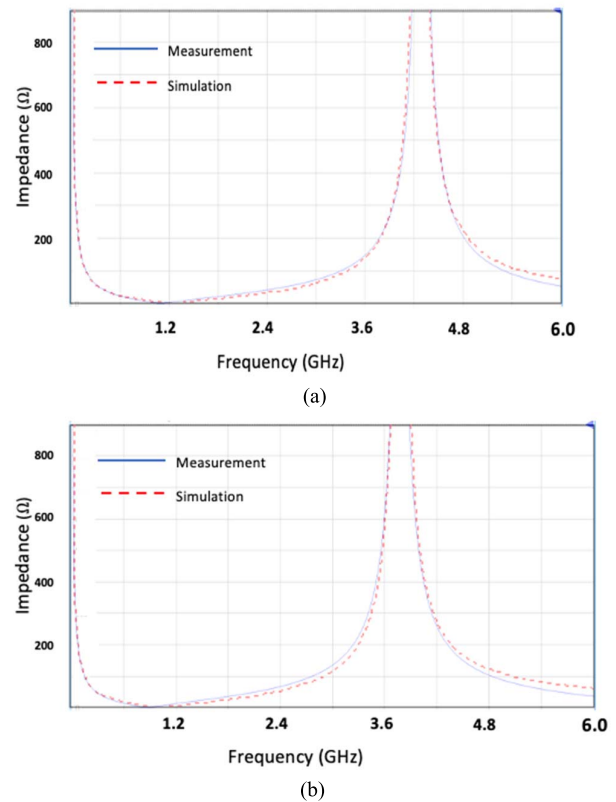 800
Measurement
Simulation
600
400
200
Impedance (Ω)
1.2 2.4 3.6 4.8 6.0
Frequency (GHz)
(a)
800
Measurement
Simulation
600
400
200
Impedance (Ω)
1.2 2.4 3.6 4.8 6.0
Frequency (GHz)
(b)